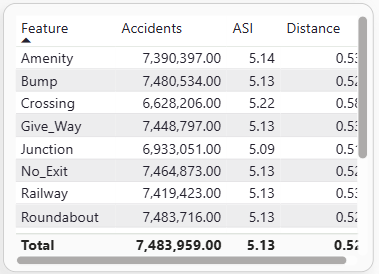 Feature Accidents ASI Distance
Amenity 7,390,397.00 5.14 0.53
Bump 7,480,534.00 5.13 0.52
Crossing 6,628,206.00 5.22 0.58
Give_Way 7,448,797.00 5.13 0.53
Junction 6,933,051.00 5.09 0.51
No_Exit 7,464,873.00 5.13 0.52
Railway 7,419,423.00 5.13 0.53
Roundabout 7,483,716.00 5.13 0.52
Total 7,483,959.00 5.13 0.52